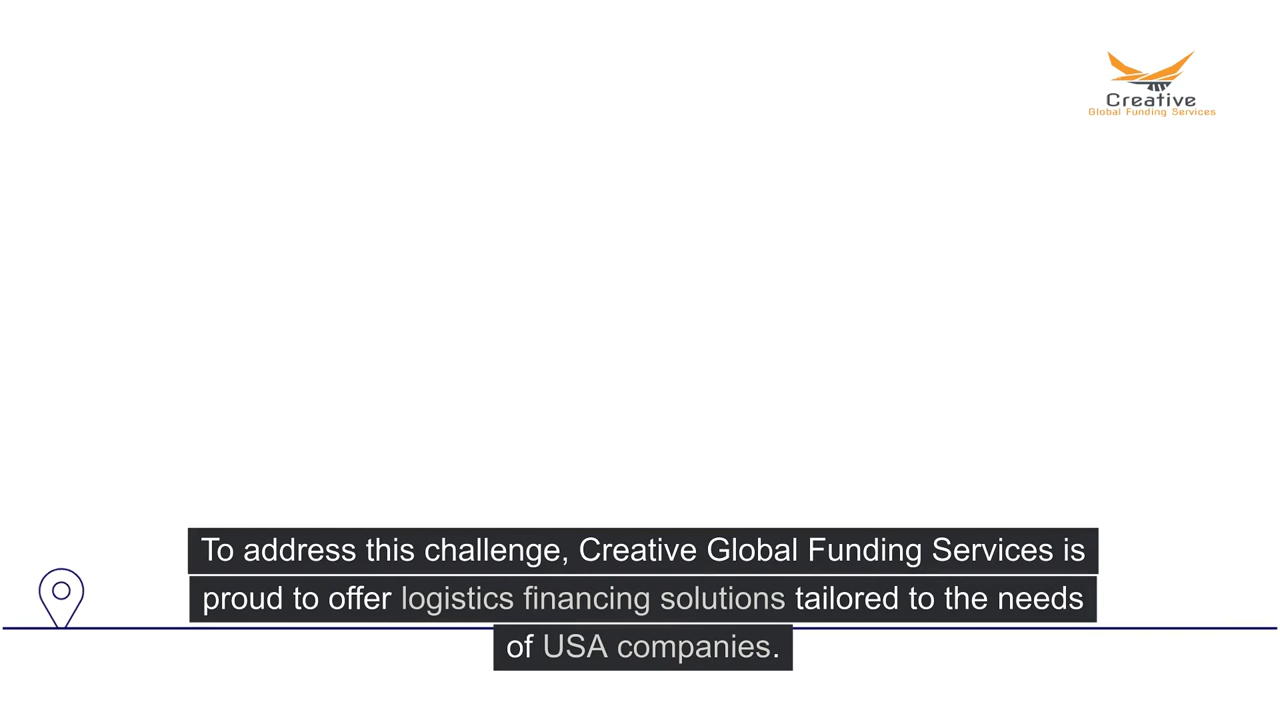 Creative
Global Funding Services
To address this challenge, Creative Global Funding Services is
proud to offer logistics financing solutions tailored to the needs
of USA companies.